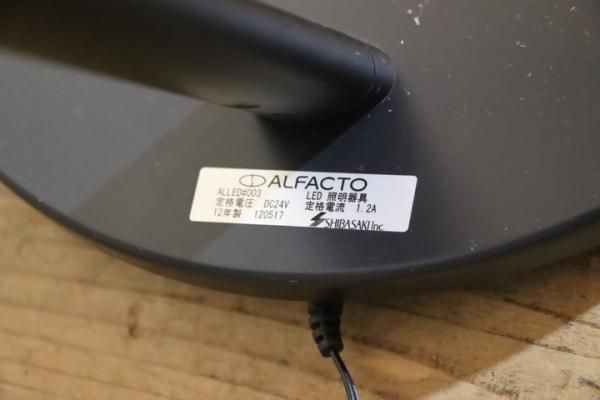 ALFACTO
ALLED#003 LED 照明器具
定格電圧 DC24V 定格電流 1.2A
12年製 120517 SHIBASAKI Inc.